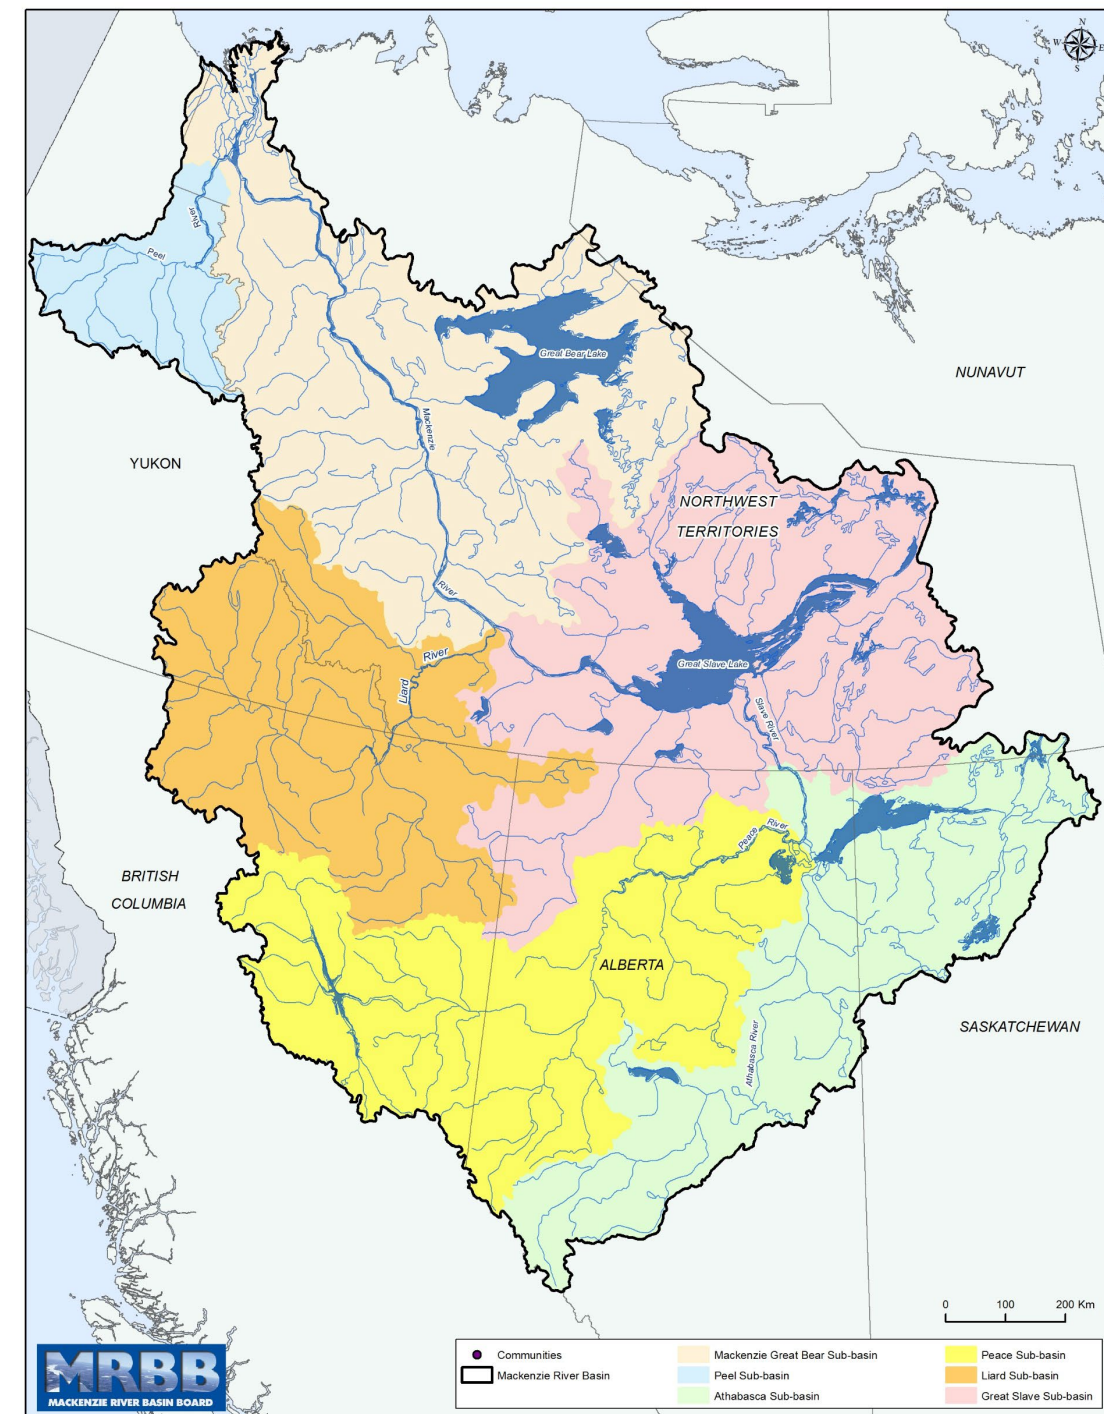 N
W
E
S
River
Peel
Great Bear Lake
NUNAVUT
Mackenzie
YUKON
NORTHWEST
TERRITORIES
River
River
Liard
Great Slave Lake
Slave River
Peace
River
BRITISH
COLUMBIA
ALBERTA
SASKATCHEWAN
Athabasca River
0 100 200 Km
MRBB
MACKENZIE RIVER BASIN BOARD
Communities
Mackenzie River Basin
Mackenzie Great Bear Sub-basin
Peel Sub-basin
Athabasca Sub-basin
Peace Sub-basin
Liard Sub-basin
Great Slave Sub-basin